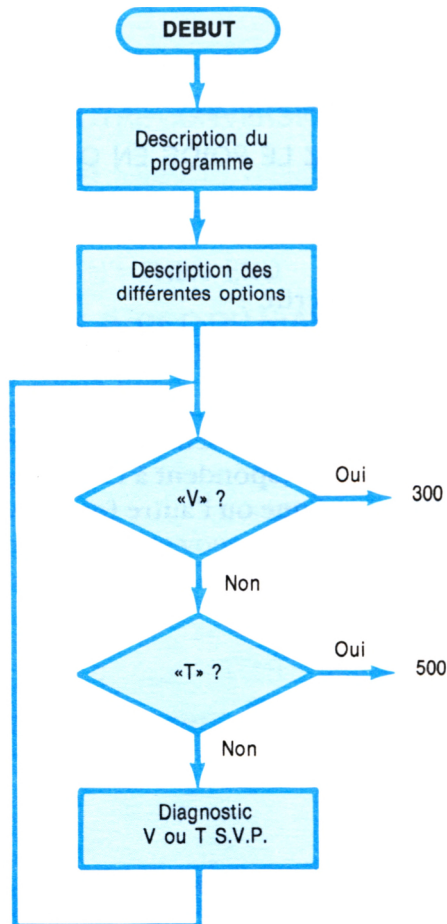 DEBUT
Description du
programme
Description des
différentes options
«V» ?
Oui
300
Non
«T» ?
Oui
500
Non
Diagnostic
V ou T S.V.P.